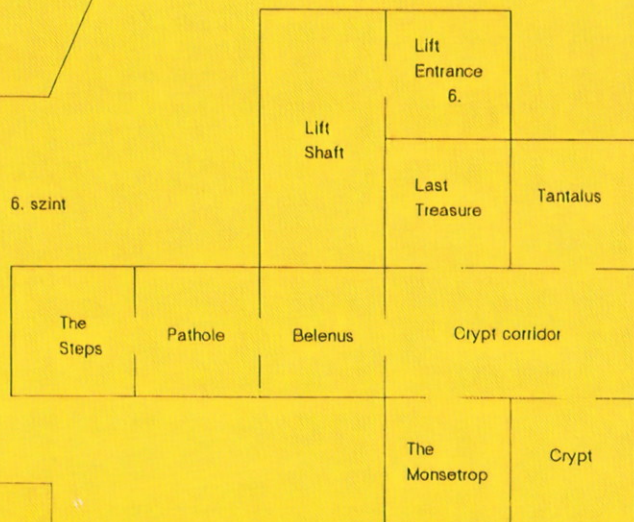 Lift
Entrance
6.
Lift
Shaft
Last
Treasure
Tantalus
6. szint
The
Steps
Pathole
Belenus
Crypt corridor
The
Monsetrop
Crypt